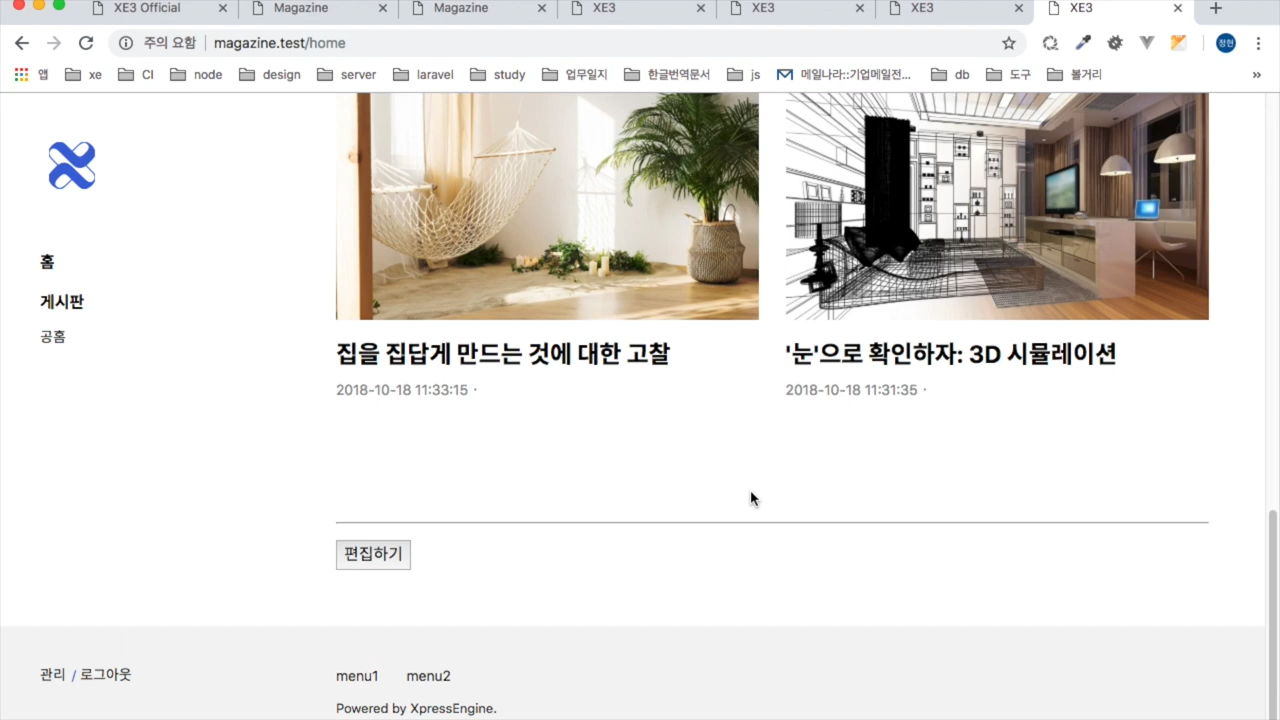 XE3 Official
Magazine
Magazine
XE3
XE3
XE3
XE3
주의 요함 magazine.test/home
정현
앱 xe CI node design server laravel study 업무일지 한글번역문서 js 메일나라::기업메일전... db 도구 볼거리 »
홈
게시판
공홈
집을 집답게 만드는 것에 대한 고찰
2018-10-18 11:33:15 ·
'눈'으로 확인하자: 3D 시뮬레이션
2018-10-18 11:31:35 ·
편집하기
관리 / 로그아웃
menu1 menu2
Powered by XpressEngine.